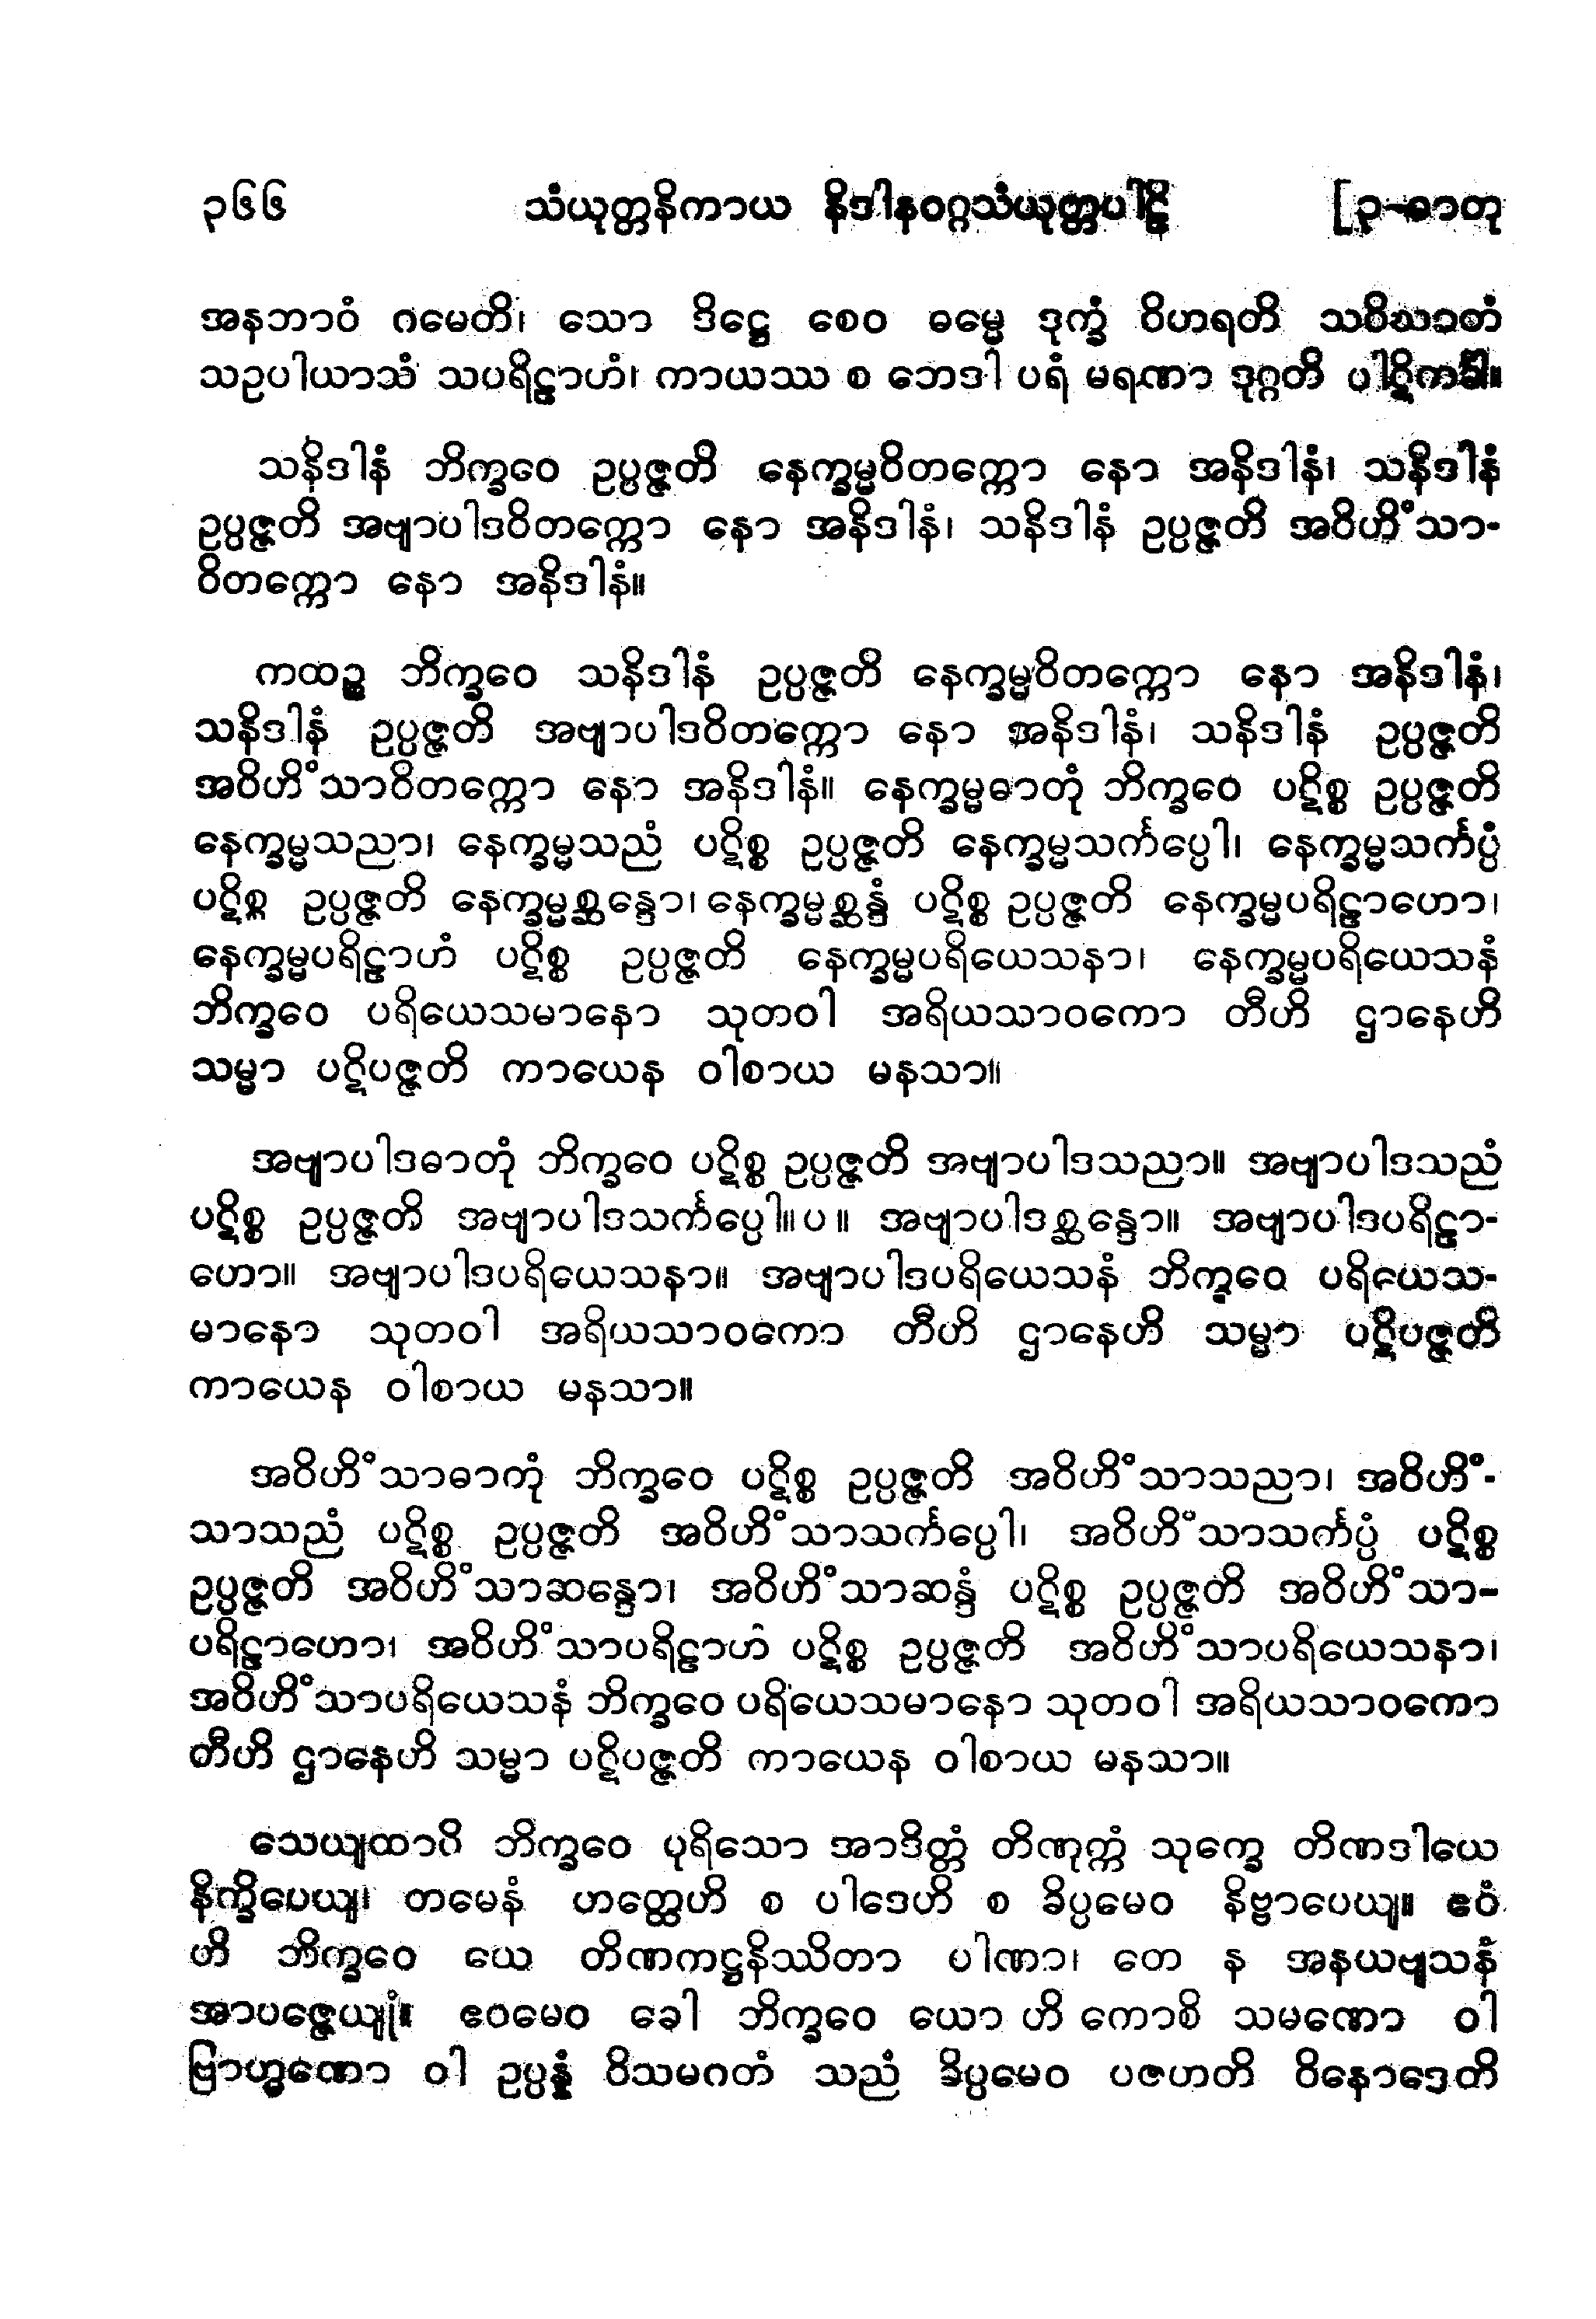 ၃၆၆ သံယုတ္တနိကာယ နိဒါနဝဂ္ဂသံယုတ္တပါဠိ [၃-ဓာတု
အနဘာဝံ ဂမေတိ၊ သော ဒိဋ္ဌေ စေဝ ဓမ္မေ ဒုက္ခံ ဝိဟရတိ သဝိဃာတံ
သဥပါယာသံ သပရိဠာဟံ၊ ကာယဿ စ ဘေဒါ ပရံ မရဏာ ဒုဂ္ဂတိ ပါဋိကင်္ခါ။
သနိဒါနံ ဘိက္ခဝေ ဥပ္ပဇ္ဇတိ နေက္ခမ္မဝိတက္ကော နော အနိဒါနံ၊ သနိဒါနံ
ဥပ္ပဇ္ဇတိ အဗျာပါဒဝိတက္ကော နော အနိဒါနံ၊ သနိဒါနံ ဥပ္ပဇ္ဇတိ အဝိဟိံသာ-
ဝိတက္ကော နော အနိဒါနံ။
ကထဉ္စ ဘိက္ခဝေ သနိဒါနံ ဥပ္ပဇ္ဇတိ နေက္ခမ္မဝိတက္ကော နော အနိဒါနံ၊
သနိဒါနံ ဥပ္ပဇ္ဇတိ အဗျာပါဒဝိတက္ကော နော အနိဒါနံ၊ သနိဒါနံ ဥပ္ပဇ္ဇတိ
အဝိဟိံသာဝိတက္ကော နော အနိဒါနံ။ နေက္ခမ္မဓာတုံ ဘိက္ခဝေ ပဋိစ္စ ဥပ္ပဇ္ဇတိ
နေက္ခမ္မသညာ၊ နေက္ခမ္မသညံ ပဋိစ္စ ဥပ္ပဇ္ဇတိ နေက္ခမ္မသင်္ကပ္ပေါ၊ နေက္ခမ္မသင်္ကပ္ပံ
ပဋိစ္စ ဥပ္ပဇ္ဇတိ နေက္ခမ္မစ္ဆန္ဒော၊ နေက္ခမ္မစ္ဆန္ဒံ ပဋိစ္စ ဥပ္ပဇ္ဇတိ နေက္ခမ္မပရိဠာဟော၊
နေက္ခမ္မပရိဠာဟံ ပဋိစ္စ ဥပ္ပဇ္ဇတိ နေက္ခမ္မပရိယေသနာ၊ နေက္ခမ္မပရိယေသနံ
ဘိက္ခဝေ ပရိယေသမာနော သုတဝါ အရိယသာဝကော တီဟိ ဌာနေဟိ
သမ္မာ ပဋိပဇ္ဇတိ ကာယေန ဝါစာယ မနသာ။
အဗျာပါဒဓာတုံ ဘိက္ခဝေ ပဋိစ္စ ဥပ္ပဇ္ဇတိ အဗျာပါဒသညာ။ အဗျာပါဒသညံ
ပဋိစ္စ ဥပ္ပဇ္ဇတိ အဗျာပါဒသင်္ကပ္ပေါ။ ပ ။ အဗျာပါဒစ္ဆန္ဒော။ အဗျာပါဒပရိဠာ-
ဟော။ အဗျာပါဒပရိယေသနာ။ အဗျာပါဒပရိယေသနံ ဘိက္ခဝေ ပရိယေသ-
မာနော သုတဝါ အရိယသာဝကော တီဟိ ဌာနေဟိ သမ္မာ ပဋိပဇ္ဇတိ
ကာယေန ဝါစာယ မနသာ။
အဝိဟိံသာဓာတုံ ဘိက္ခဝေ ပဋိစ္စ ဥပ္ပဇ္ဇတိ အဝိဟိံသာသညာ၊ အဝိဟိံ-
သာသညံ ပဋိစ္စ ဥပ္ပဇ္ဇတိ အဝိဟိံသာသင်္ကပ္ပေါ၊ အဝိဟိံသာသင်္ကပ္ပံ ပဋိစ္စ
ဥပ္ပဇ္ဇတိ အဝိဟိံသာဆန္ဒော၊ အဝိဟိံသာဆန္ဒံ ပဋိစ္စ ဥပ္ပဇ္ဇတိ အဝိဟိံသာ-
ပရိဠာဟော၊ အဝိဟိံသာပရိဠာဟံ ပဋိစ္စ ဥပ္ပဇ္ဇတိ အဝိဟိံသာပရိယေသနာ၊
အဝိဟိံသာပရိယေသနံ ဘိက္ခဝေ ပရိယေသမာနော သုတဝါ အရိယသာဝကော
တီဟိ ဌာနေဟိ သမ္မာ ပဋိပဇ္ဇတိ ကာယေန ဝါစာယ မနသာ။
သေယျထာပိ ဘိက္ခဝေ ပုရိသော အာဒိတ္တံ တိဏုက္ကံ သုက္ခေ တိဏဒါယေ
နိက္ခိပေယျ၊ တမေနံ ဟတ္ထေဟိ စ ပါဒေဟိ စ ခိပ္ပမေဝ နိဗ္ဗာပေယျ။ ဧဝံ
ဟိ ဘိက္ခဝေ ယေ တိဏကဋ္ဌနိဿိတာ ပါဏာ၊ တေ န အနယဗျသနံ
အာပဇ္ဇေယျုံ။ ဧဝမေဝ ခေါ ဘိက္ခဝေ ယော ဟိ ကောစိ သမဏော ဝါ
ဗြာဟ္မဏော ဝါ ဥပ္ပန္နံ ဝိသမဂတံ သညံ ခိပ္ပမေဝ ပဇဟတိ ဝိနောဒေတိ